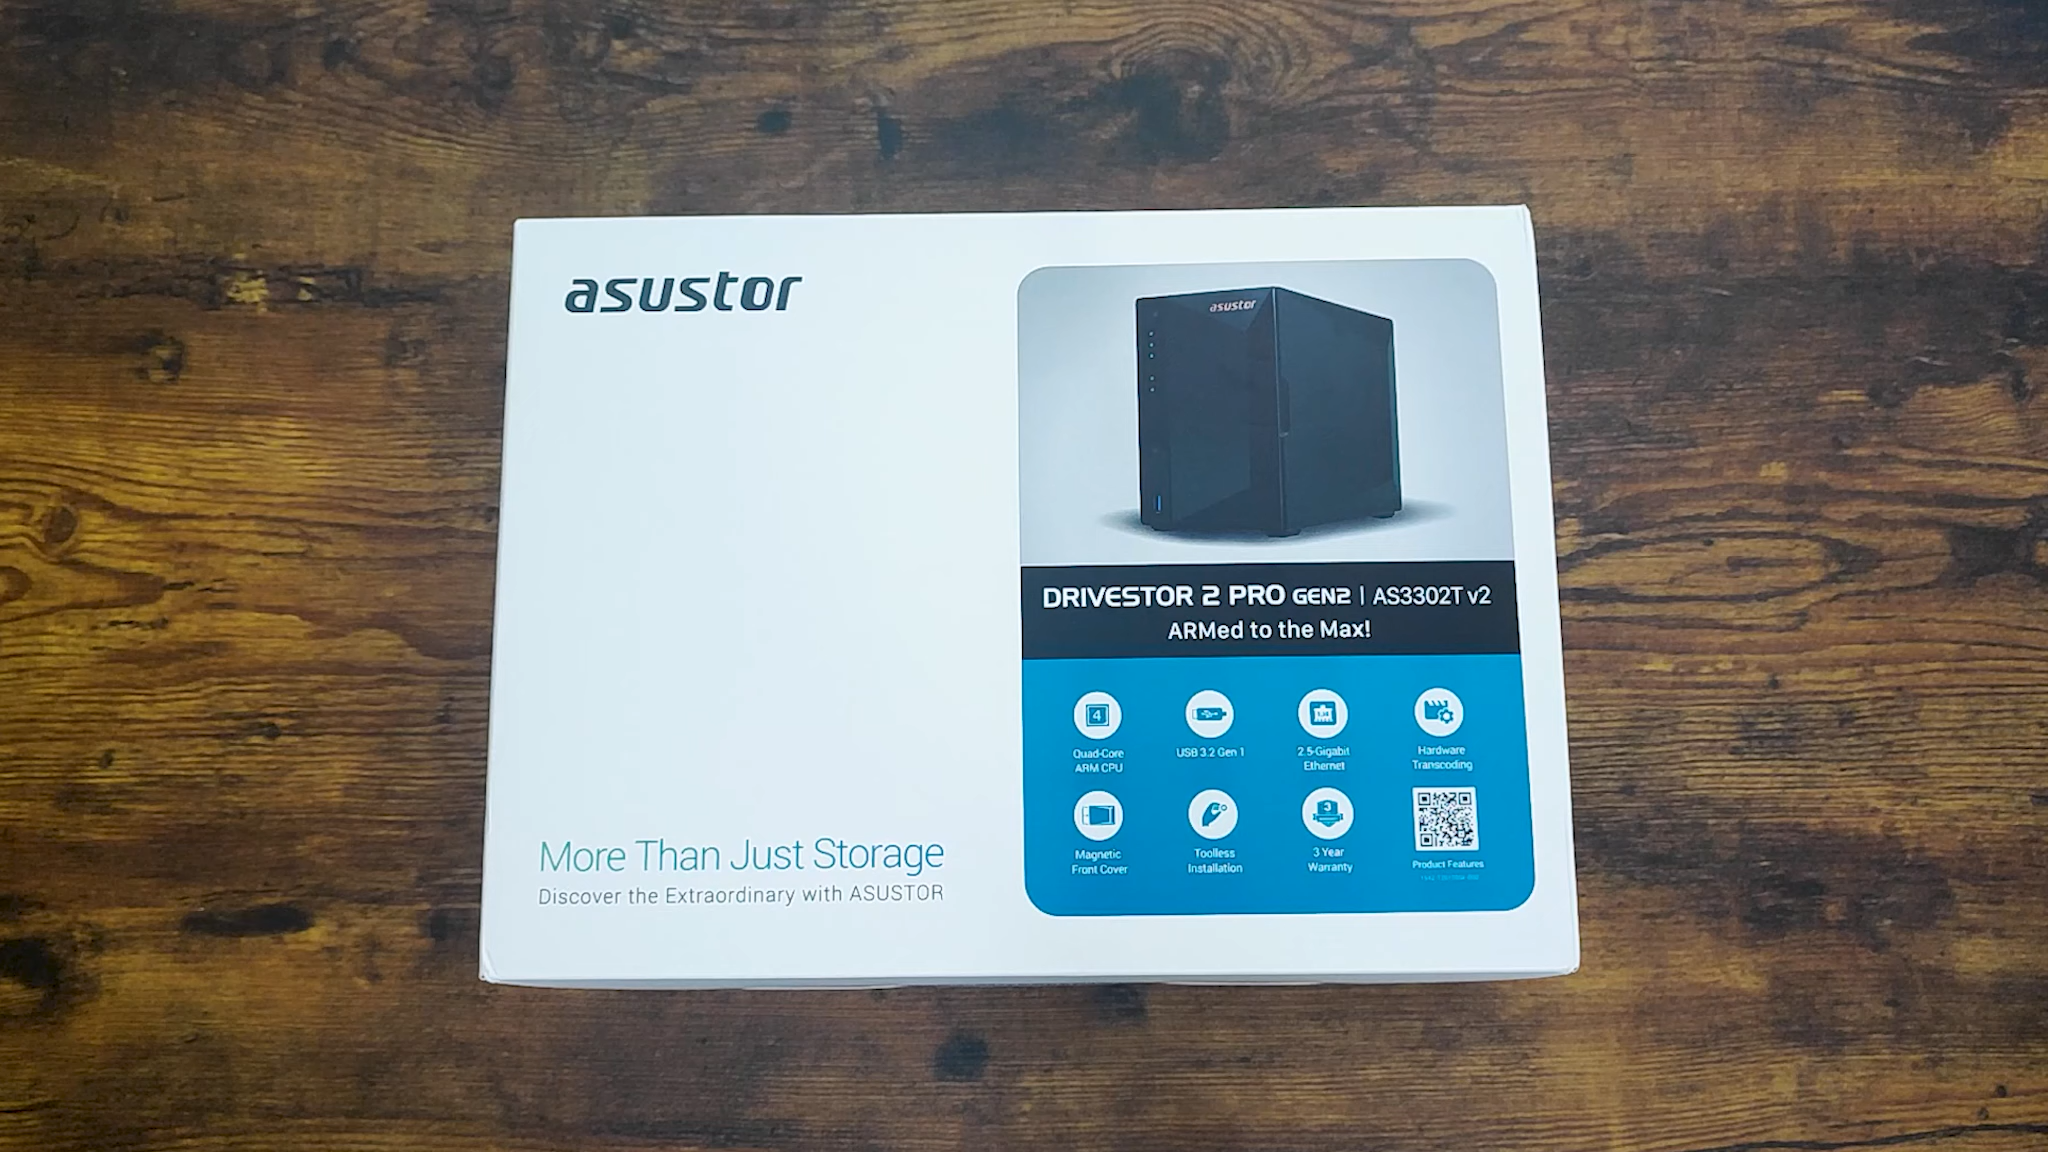 asustor
asustor
DRIVESTOR 2 PRO GEN2 | AS3302T v2
ARMed to the Max!
4
Quad-Core
ARM CPU
USB 3.2 Gen 1
2.5-Gigabit
Ethernet
Hardware
Transcoding
Magnetic
Front Cover
Toolless
Installation
3
3 Year
Warranty
Product Features
More Than Just Storage
Discover the Extraordinary with ASUSTOR